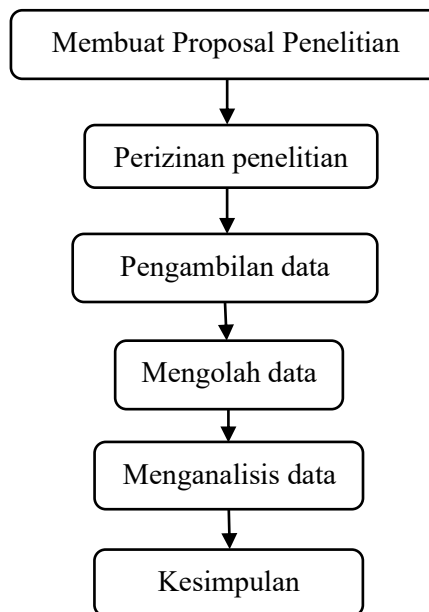 Membuat Proposal Penelitian
Perizinan penelitian
Pengambilan data
Mengolah data
Menganalisis data
Kesimpulan